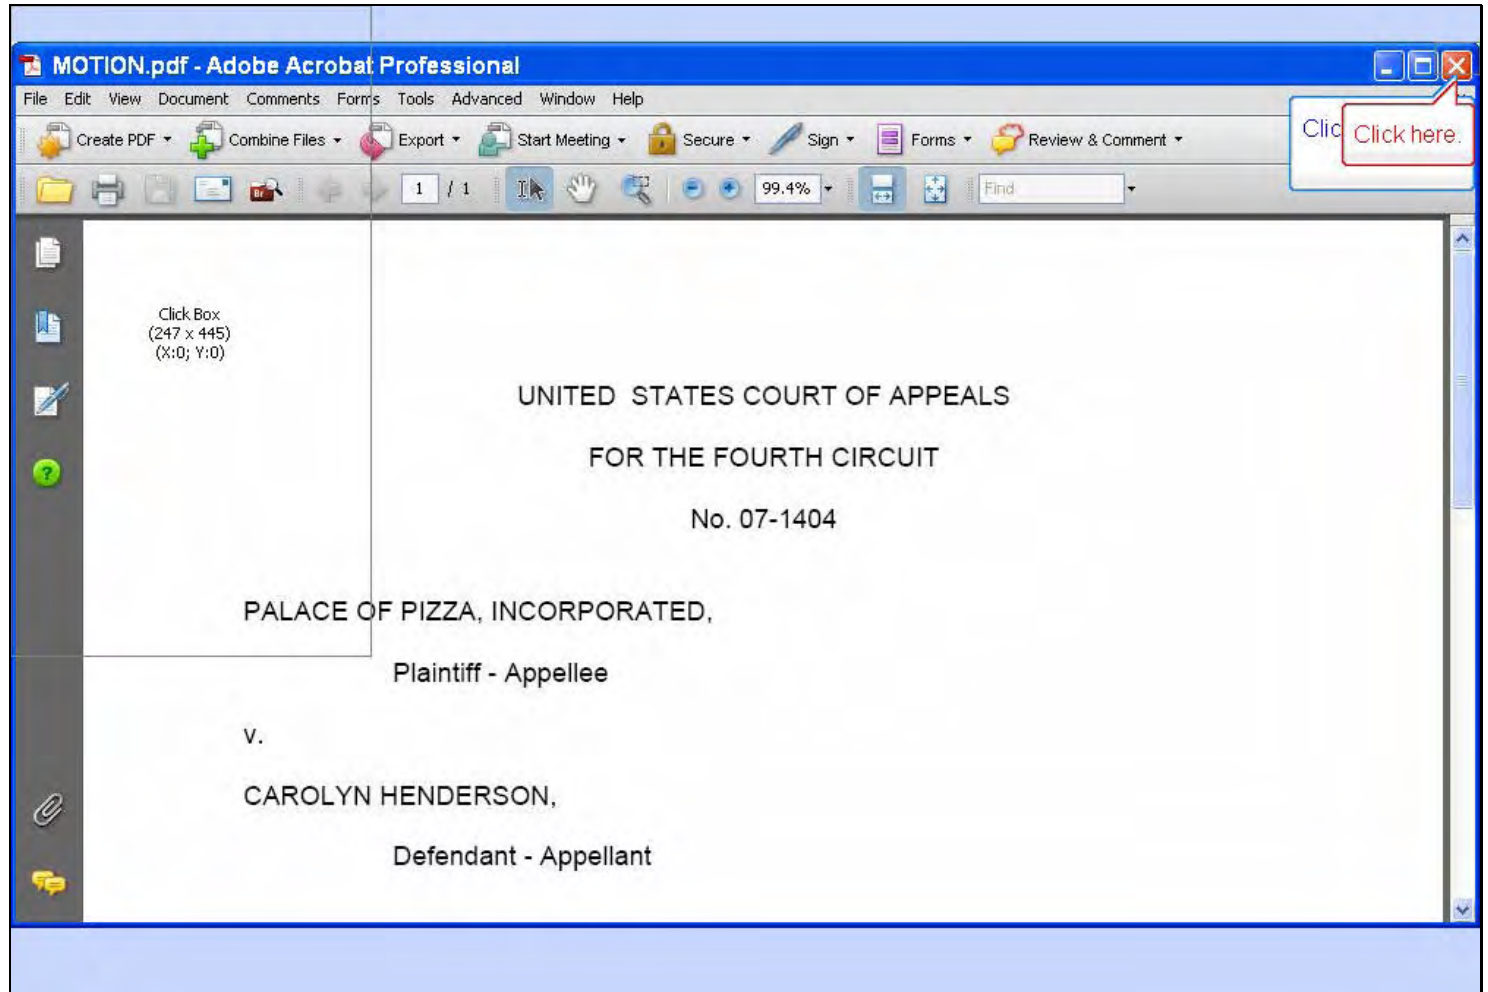 MOTION.pdf - Adobe Acrobat Professional
File Edit View Document Comments Forms Tools Advanced Window Help
Create PDF Combine Files Export Start Meeting Secure Sign Forms Review & Comment
Clic
Click here.
1 / 1 99.4% Find
Click Box
(247 x 445)
(X:0; Y:0)
UNITED STATES COURT OF APPEALS
FOR THE FOURTH CIRCUIT
No. 07-1404
PALACE OF PIZZA, INCORPORATED,
Plaintiff - Appellee
v.
CAROLYN HENDERSON,
Defendant - Appellant